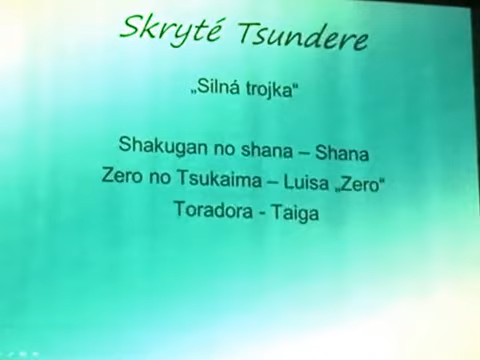 Skryté Tsundere
„Silná trojka“
Shakugan no shana – Shana
Zero no Tsukaima – Luisa „Zero“
Toradora - Taiga